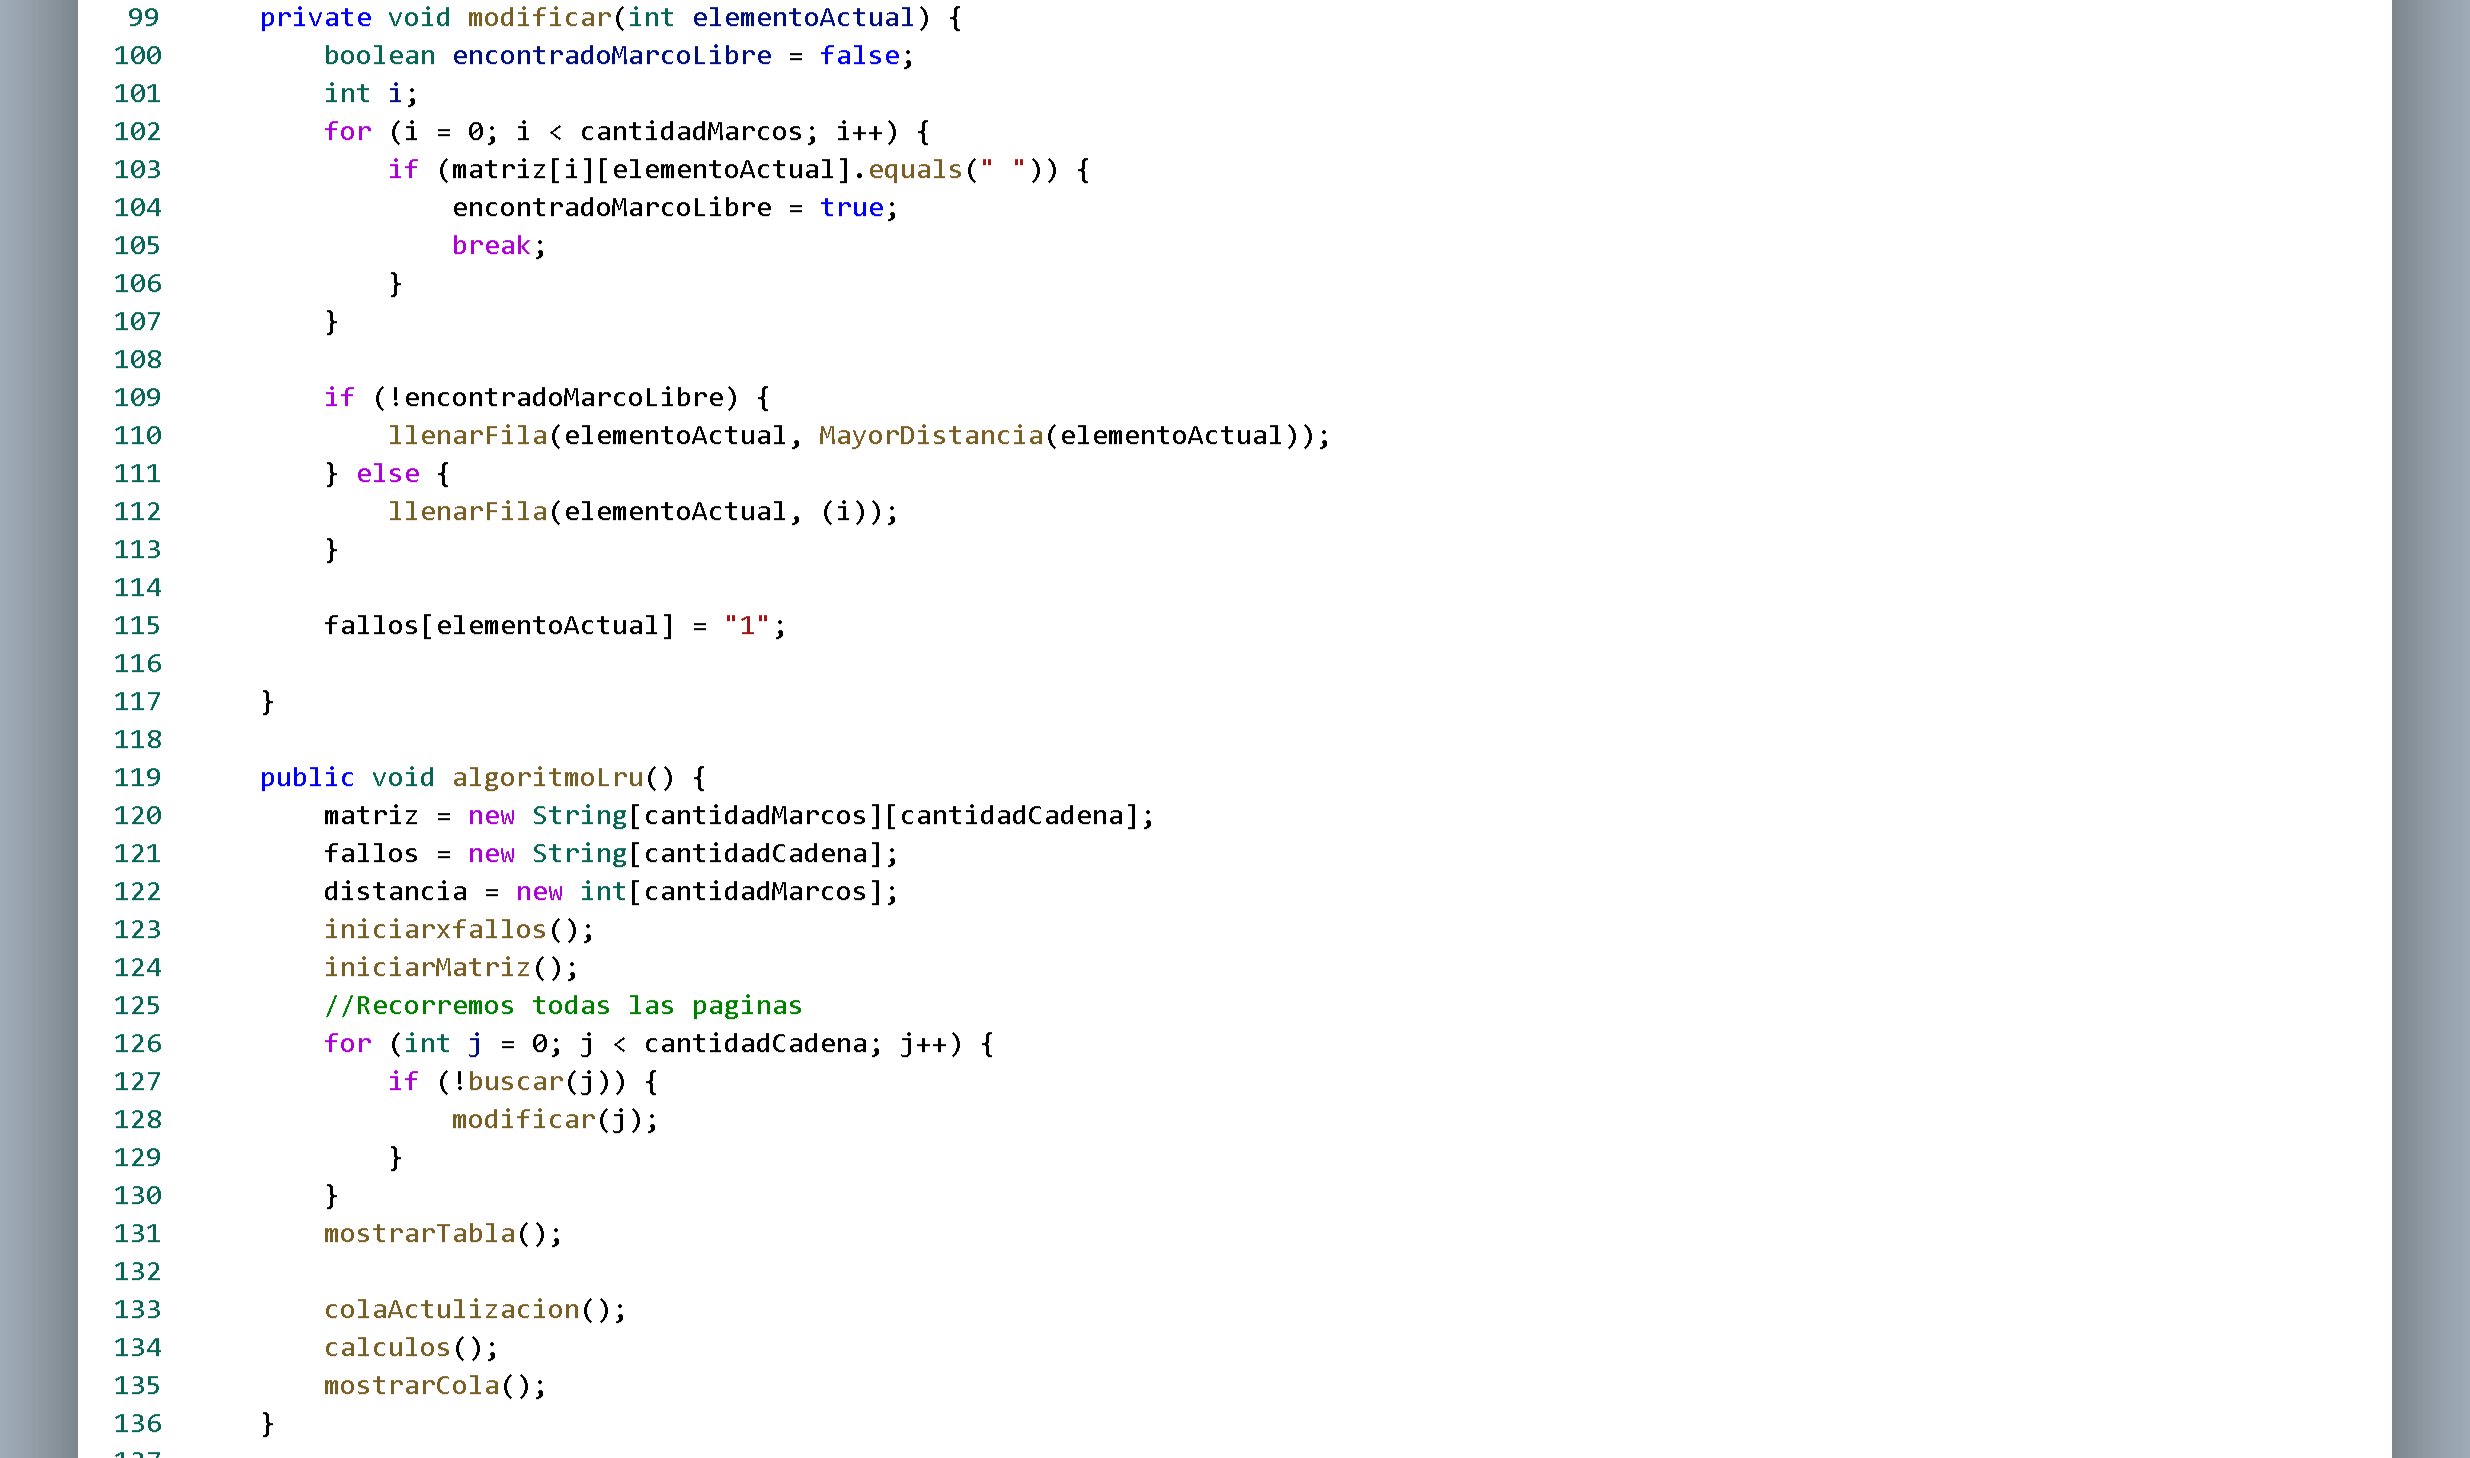 99 private void modificar(int elementoActual) {
100 boolean encontradoMarcoLibre = false;
101 int i;
102 for (i = 0; i < cantidadMarcos; i++) {
103 if (matriz[i][elementoActual].equals(" ")) {
104 encontradoMarcoLibre = true;
105 break;
106 }
107 }
108
109 if (!encontradoMarcoLibre) {
110 llenarFila(elementoActual, MayorDistancia(elementoActual));
111 } else {
112 llenarFila(elementoActual, (i));
113 }
114
115 fallos[elementoActual] = "1";
116
117 }
118
119 public void algoritmoLru() {
120 matriz = new String[cantidadMarcos][cantidadCadena];
121 fallos = new String[cantidadCadena];
122 distancia = new int[cantidadMarcos];
123 iniciarxfallos();
124 iniciarMatriz();
125 //Recorremos todas las paginas
126 for (int j = 0; j < cantidadCadena; j++) {
127 if (!buscar(j)) {
128 modificar(j);
129 }
130 }
131 mostrarTabla();
132
133 colaActulizacion();
134 calculos();
135 mostrarCola();
136 }